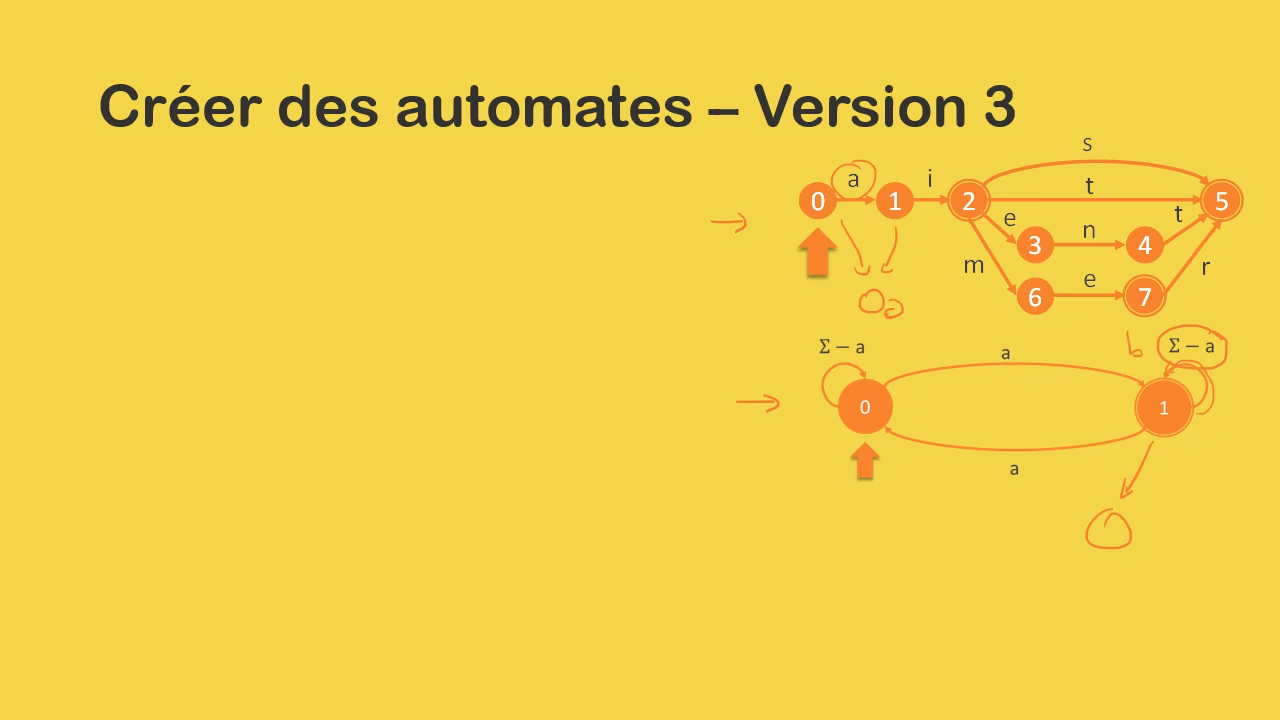 Créer des automates – Version 3
s
a i t
0 1 2 5
e n t
3 4
m e r
6 7
b
Σ − a a Σ − a
0 1
a